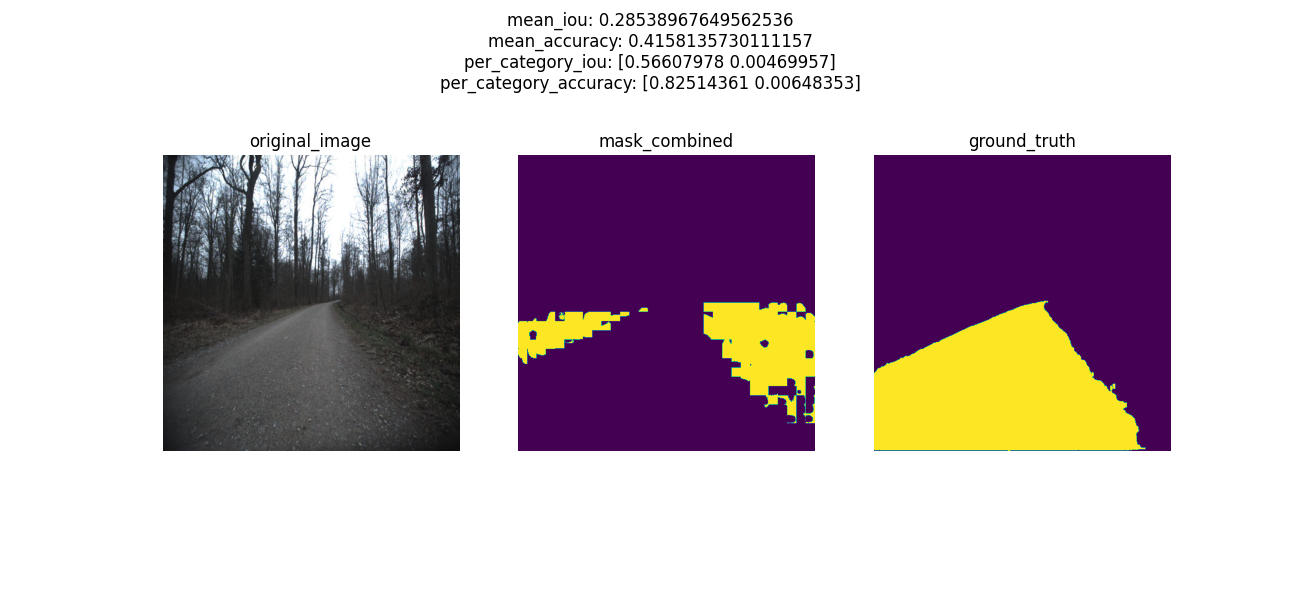 mean_iou: 0.28538967649562536
mean_accuracy: 0.4158135730111157
per_category_iou: [0.56607978 0.00469957]
per_category_accuracy: [0.82514361 0.00648353]
original_image
mask_combined
ground_truth